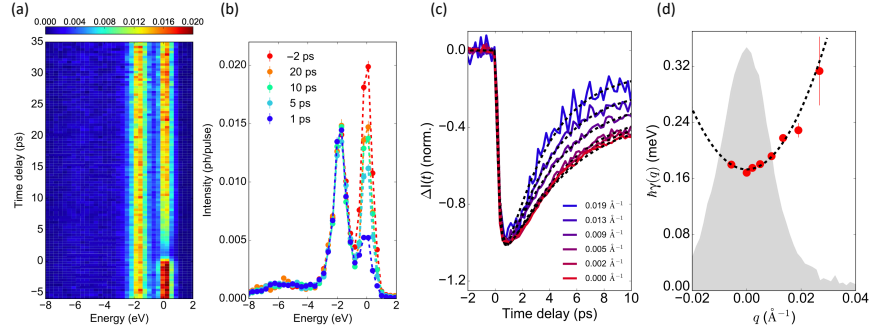 (a)
0.000 0.004 0.008 0.012 0.016 0.020
35
30
25
20
15
10
5
0
−5
Time delay (ps)
−8 −6 −4 −2 0 2
Energy (eV)
(b)
0.020
0.015
0.010
0.005
0.000
Intensity (ph/pulse)
−2 ps
20 ps
10 ps
5 ps
1 ps
−8 −6 −4 −2 0 2
Energy (eV)
(c)
0.0
−0.4
−0.8
−1.2
ΔI(t) (norm.)
0.019 Å⁻¹
0.013 Å⁻¹
0.009 Å⁻¹
0.005 Å⁻¹
0.002 Å⁻¹
0.000 Å⁻¹
−2 0 2 4 6 8 10
Time delay (ps)
(d)
0.32
0.24
0.16
0.08
0.00
ℏγ(q) (meV)
−0.02 0.00 0.02 0.04
q (Å⁻¹)